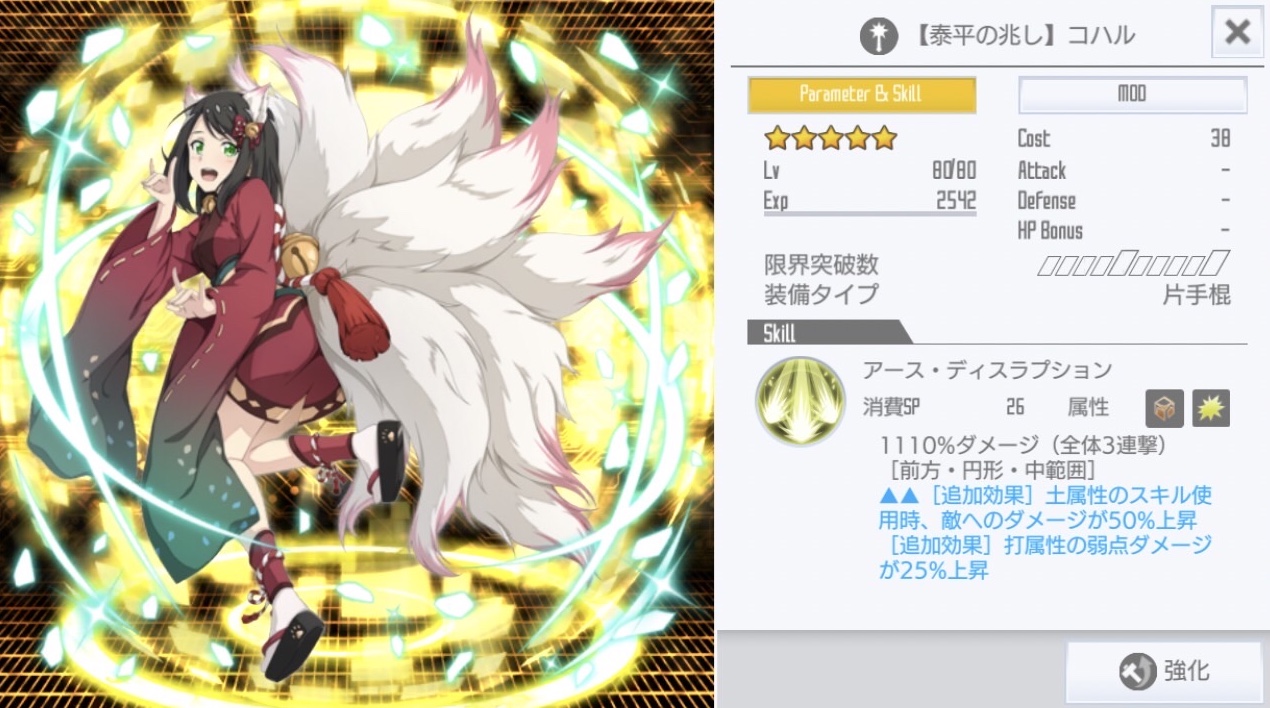 【泰平の兆し】コハル
Parameter & Skill
MOD
Lv 80/80
Exp 2542
Cost 38
Attack -
Defense -
HP Bonus -
限界突破数
装備タイプ 片手棍
Skill
アース・ディスラプション
消費SP 26 属性
1110%ダメージ（全体3連撃）
［前方・円形・中範囲］
▲▲［追加効果］土属性のスキル使
用時、敵へのダメージが50%上昇
［追加効果］打属性の弱点ダメージ
が25%上昇
強化